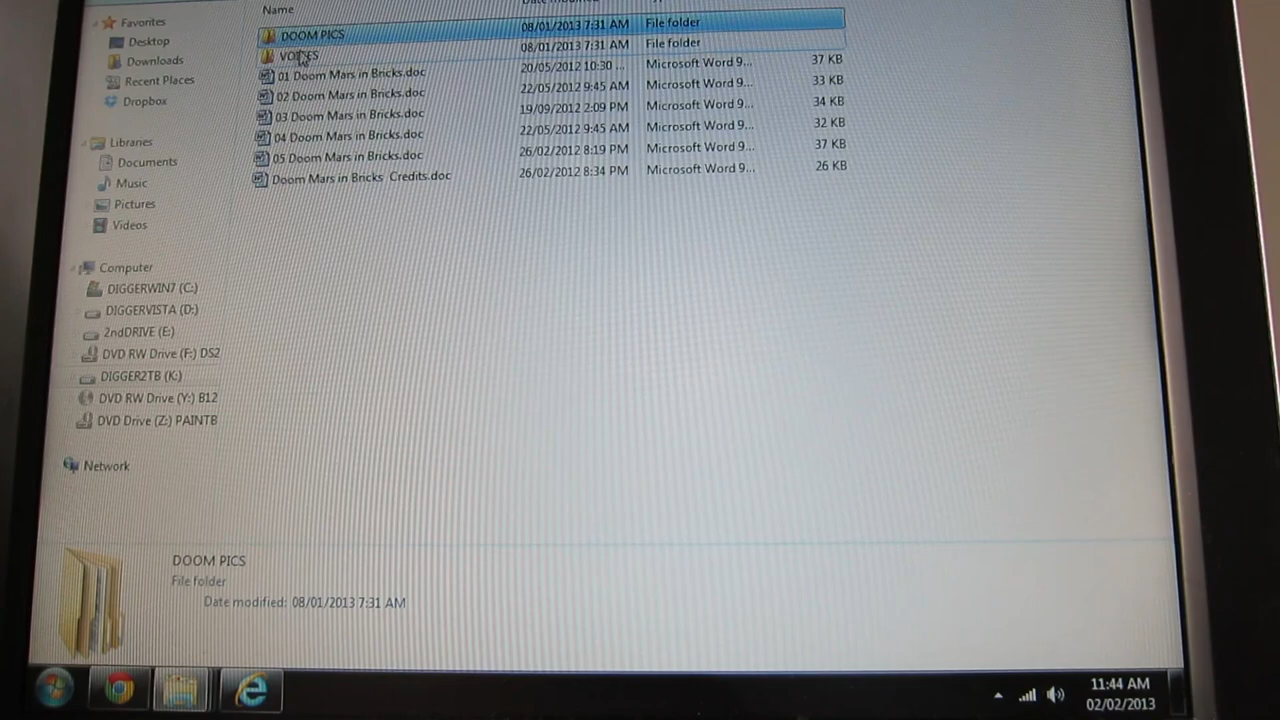 Name
DOOM PICS 08/01/2013 7:31 AM File folder
VOICES 08/01/2013 7:31 AM File folder
01 Doom Mars in Bricks.doc 20/05/2012 10:30 ... Microsoft Word 9... 37 KB
02 Doom Mars in Bricks.doc 22/05/2012 9:45 AM Microsoft Word 9... 33 KB
03 Doom Mars in Bricks.doc 19/09/2012 2:09 PM Microsoft Word 9... 34 KB
04 Doom Mars in Bricks.doc 22/05/2012 9:45 AM Microsoft Word 9... 32 KB
05 Doom Mars in Bricks.doc 26/02/2012 8:19 PM Microsoft Word 9... 37 KB
Doom Mars in Bricks Credits.doc 26/02/2012 8:34 PM Microsoft Word 9... 26 KB
Favorites
Desktop
Downloads
Recent Places
Dropbox
Libraries
Documents
Music
Pictures
Videos
Computer
DIGGERWIN7 (C:)
DIGGERVISTA (D:)
2ndDRIVE (E:)
DVD RW Drive (F:) DS2
DIGGER2TB (K:)
DVD RW Drive (Y:) B12
DVD Drive (Z:) PAINTB
Network
DOOM PICS
File folder
Date modified: 08/01/2013 7:31 AM
11:44 AM
02/02/2013